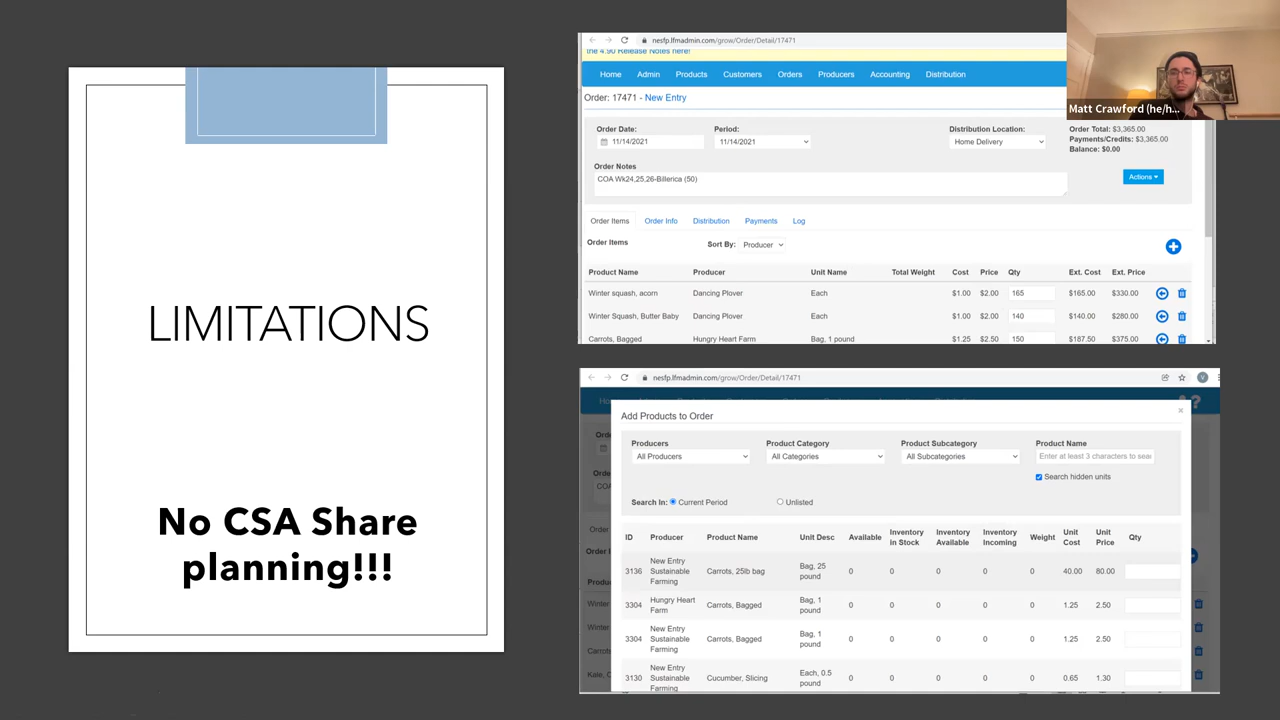 LIMITATIONS
No CSA Share
planning!!!
nesfp.lfmadmin.com/grow/Order/Detail/17471
the 4.90 Release Notes here!
Home Admin Products Customers Orders Producers Accounting Distribution
Order: 17471 - New Entry
Order Date: Period: Distribution Location: Order Total: $3,365.00
11/14/2021 11/14/2021 Home Delivery Payments/Credits: $3,365.00
Balance: $0.00
Order Notes
COA Wk24,25,26-Billerica (50)
Actions
Order Items Order Info Distribution Payments Log
Order Items Sort By: Producer
Product Name Producer Unit Name Total Weight Cost Price Qty Ext. Cost Ext. Price
Winter squash, acorn Dancing Plover Each $1.00 $2.00 165 $165.00 $330.00
Winter Squash, Butter Baby Dancing Plover Each $1.00 $2.00 140 $140.00 $280.00
Carrots, Bagged Hungry Heart Farm Bag, 1 pound $1.25 $2.50 150 $187.50 $375.00
Matt Crawford (he/h...
nesfp.lfmadmin.com/grow/Order/Detail/17471
V
Add Products to Order
Producers Product Category Product Subcategory Product Name
All Producers All Categories All Subcategories Enter at least 3 characters to sea
Search hidden units
Search In: Current Period Unlisted
ID Producer Product Name Unit Desc Available Inventory in Stock Inventory Available Inventory Incoming Weight Unit Cost Unit Price Qty
3136 New Entry Sustainable Farming Carrots, 25lb bag Bag, 25 pound 0 0 0 0 0 40.00 80.00
3304 Hungry Heart Farm Carrots, Bagged Bag, 1 pound 0 0 0 0 0 1.25 2.50
3304 New Entry Sustainable Farming Carrots, Bagged Bag, 1 pound 0 0 0 0 0 1.25 2.50
3130 New Entry Sustainable Farming Cucumber, Slicing Each, 0.5 pound 0 0 0 0 0 0.65 1.30